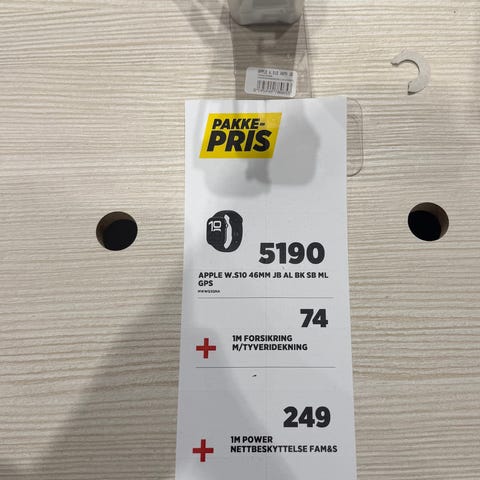 PAKKE-
PRIS
5190
APPLE W.S10 46MM JB AL BK SB ML
GPS
74
1M FORSIKRING
M/TYVERIDEKNING
249
1M POWER
NETTBESKYTTELSE FAM&S